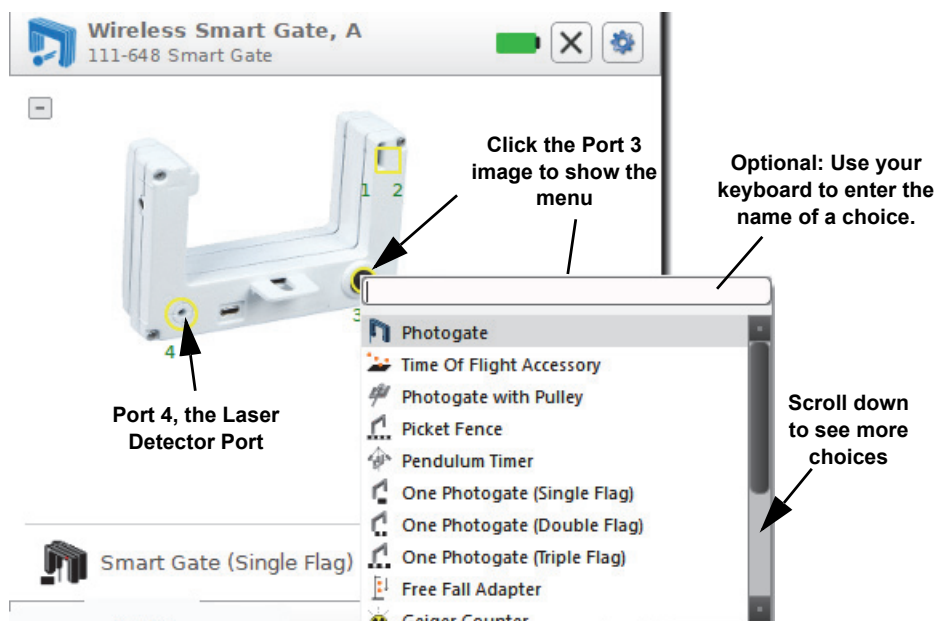 Wireless Smart Gate, A
111-648 Smart Gate
Click the Port 3
image to show the
menu
Optional: Use your
keyboard to enter the
name of a choice.
1 2
3
4
Port 4, the Laser
Detector Port
Photogate
Time Of Flight Accessory
Photogate with Pulley
Picket Fence
Pendulum Timer
One Photogate (Single Flag)
One Photogate (Double Flag)
One Photogate (Triple Flag)
Free Fall Adapter
Geiger Counter
Scroll down
to see more
choices
Smart Gate (Single Flag)